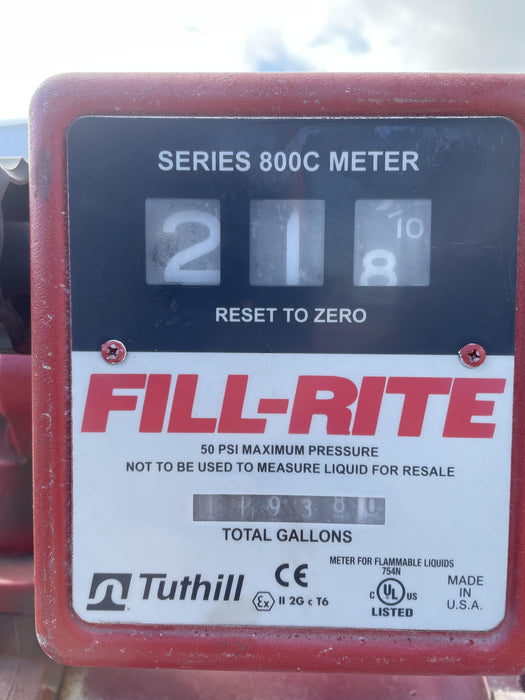 SERIES 800C METER
2 1 8 /10
RESET TO ZERO
FILL-RITE
50 PSI MAXIMUM PRESSURE
NOT TO BE USED TO MEASURE LIQUID FOR RESALE
TOTAL GALLONS
Tuthill
CE
Ex II 2G c T6
METER FOR FLAMMABLE LIQUIDS
754N
C UL
LISTED
MADE
IN
U.S.A.